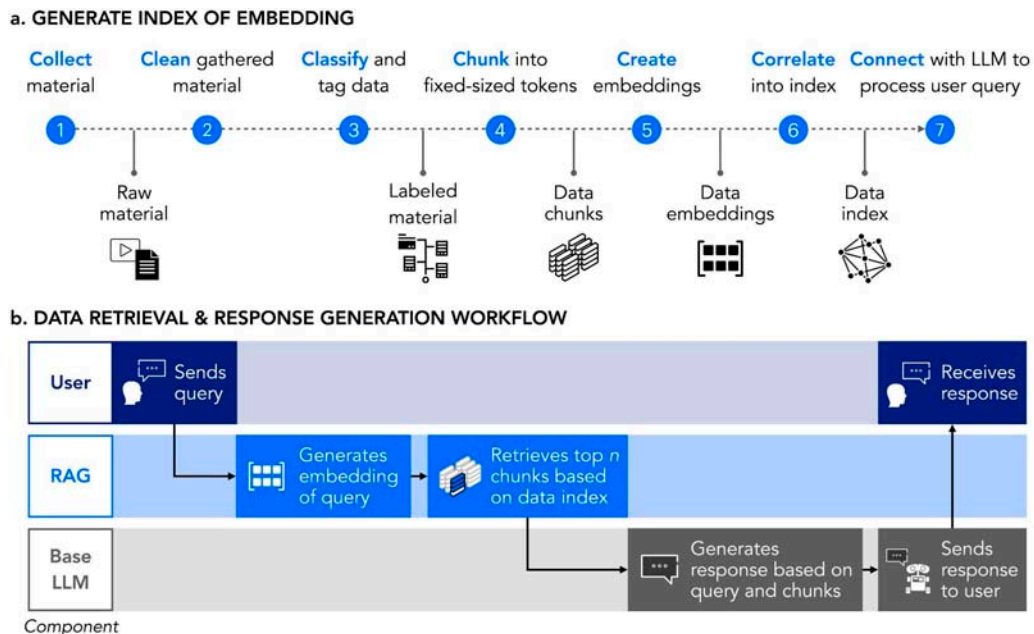 a. GENERATE INDEX OF EMBEDDING
Collect
material
Clean gathered
material
Classify and
tag data
Chunk into
fixed-sized tokens
Create
embeddings
Correlate
into index
Connect with LLM to
process user query
1
2
3
4
5
6
7
Raw
material
Labeled
material
Data
chunks
Data
embeddings
Data
index
b. DATA RETRIEVAL & RESPONSE GENERATION WORKFLOW
User
Sends
query
Receives
response
RAG
Generates
embedding
of query
Retrieves top n
chunks based
on data index
Base
LLM
Generates
response based on
query and chunks
Sends
response
to user
Component